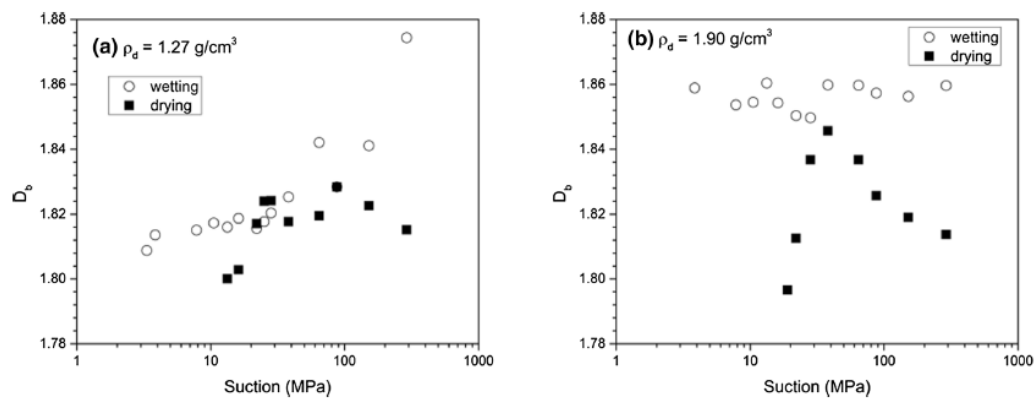 (a) ρd = 1.27 g/cm³
wetting
drying
1.88
1.86
1.84
1.82
1.80
1.78
Db
1
10
100
1000
Suction (MPa)
(b) ρd = 1.90 g/cm³
wetting
drying
1.88
1.86
1.84
1.82
1.80
1.78
Db
1
10
100
1000
Suction (MPa)